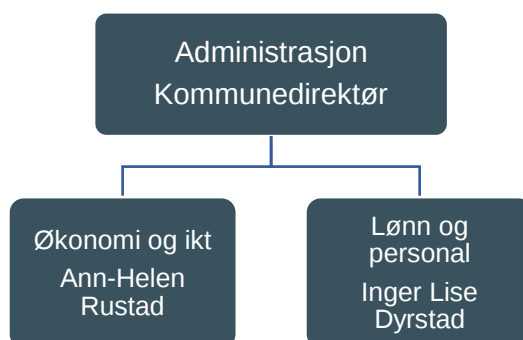 Administrasjon
Kommunedirektør
Økonomi og ikt
Ann-Helen
Rustad
Lønn og
personal
Inger Lise
Dyrstad